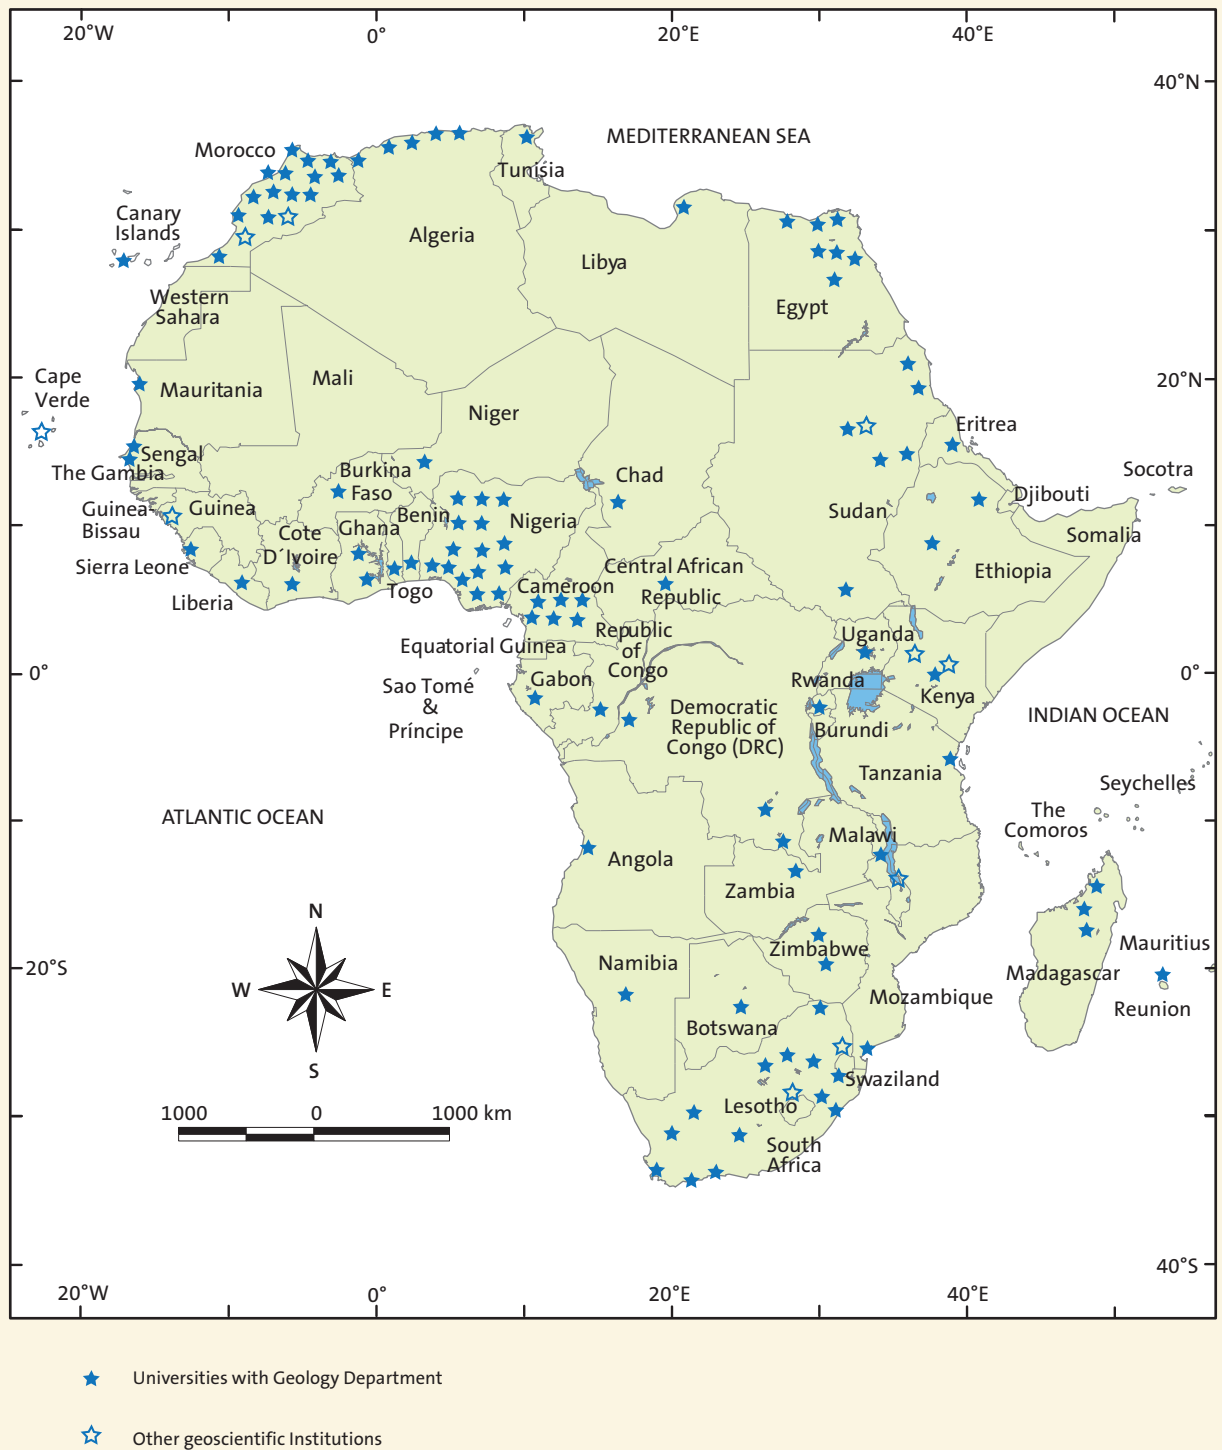 20°W
0°
20°E
40°E
40°N
MEDITERRANEAN SEA
Morocco
Tunisia
Canary
Islands
Algeria
Libya
Egypt
Western
Sahara
Cape
Verde
Mauritania
Mali
Niger
20°N
Eritrea
Sengal
The Gambia
Burkina
Faso
Chad
Socotra
Djibouti
Guinea-
Bissau
Guinea
Benin
Nigeria
Sudan
Somalia
Cote
D´Ivoire
Ghana
Sierra Leone
Central African
Republic
Ethiopia
Liberia
Togo
Cameroon
Equatorial Guinea
Republic
of
Congo
Uganda
0°
0°
Sao Tomé
&
Príncipe
Gabon
Rwanda
Kenya
Democratic
Republic of
Congo (DRC)
Burundi
INDIAN OCEAN
Tanzania
Seychelles
ATLANTIC OCEAN
The
Comoros
Malawi
Angola
Zambia
N
W
E
S
Zimbabwe
Mauritius
20°S
Namibia
Madagascar
Mozambique
Reunion
Botswana
Swaziland
1000
0
1000 km
Lesotho
South
Africa
40°S
20°W
0°
20°E
40°E
Universities with Geology Department
Other geoscientific Institutions